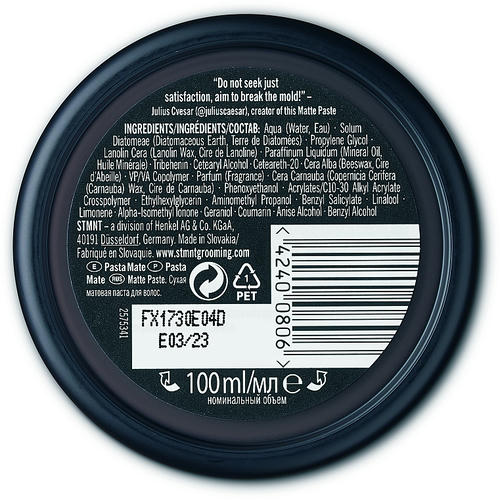 "Do not seek just
satisfaction, aim to break the mold!" –
Julius Cvesar (@juliuscaesar), creator of this Matte Paste
INGREDIENTS/INGRÉDIENTS/СОСТАВ: Aqua (Water, Eau) · Solum
Diatomeae (Diatomaceous Earth, Terre de Diatomées) · Propylene Glycol ·
Lanolin Cera (Lanolin Wax, Cire de Lanoline) · Paraffinum Liquidum (Mineral Oil,
Huile Minérale) · Tribehenin · Cetearyl Alcohol · Ceteareth-20 · Cera Alba (Beeswax, Cire
d'Abeille) · VP/VA Copolymer · Parfum (Fragrance) · Cera Carnauba (Copernicia Cerifera
(Carnauba) Wax, Cire de Carnauba) · Phenoxyethanol · Acrylates/C10-30 Alkyl Acrylate
Crosspolymer · Ethylhexylglycerin · Aminomethyl Propanol · Benzyl Salicylate · Linalool ·
Limonene · Alpha-Isomethyl Ionone · Geraniol · Coumarin · Anise Alcohol · Benzyl Alcohol
STMNT – a division of Henkel AG & Co. KGaA,
40191 Düsseldorf, Germany. Made in Slovakia/
Fabriqué en Slovaquie. www.stmntgrooming.com
E Pasta Mate P Pasta
Mate RUS Matte Paste. Сухая
матовая паста для волос.
1
PET
<4240 0806>
2575341
FX1730E04D
E03/23
100ml/мл e
номинальный объем